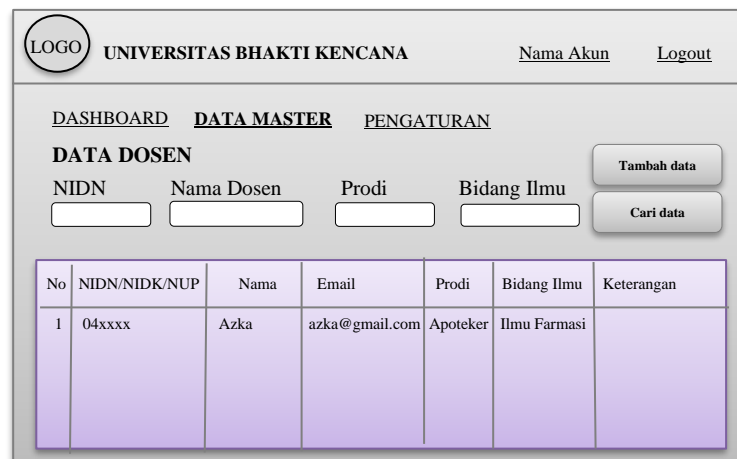 LOGO UNIVERSITAS BHAKTI KENCANA Nama Akun Logout
DASHBOARD DATA MASTER PENGATURAN
DATA DOSEN
Tambah data
NIDN Nama Dosen Prodi Bidang Ilmu
Cari data
No NIDN/NIDK/NUP Nama Email Prodi Bidang Ilmu Keterangan
1 04xxxx Azka azka@gmail.com Apoteker Ilmu Farmasi